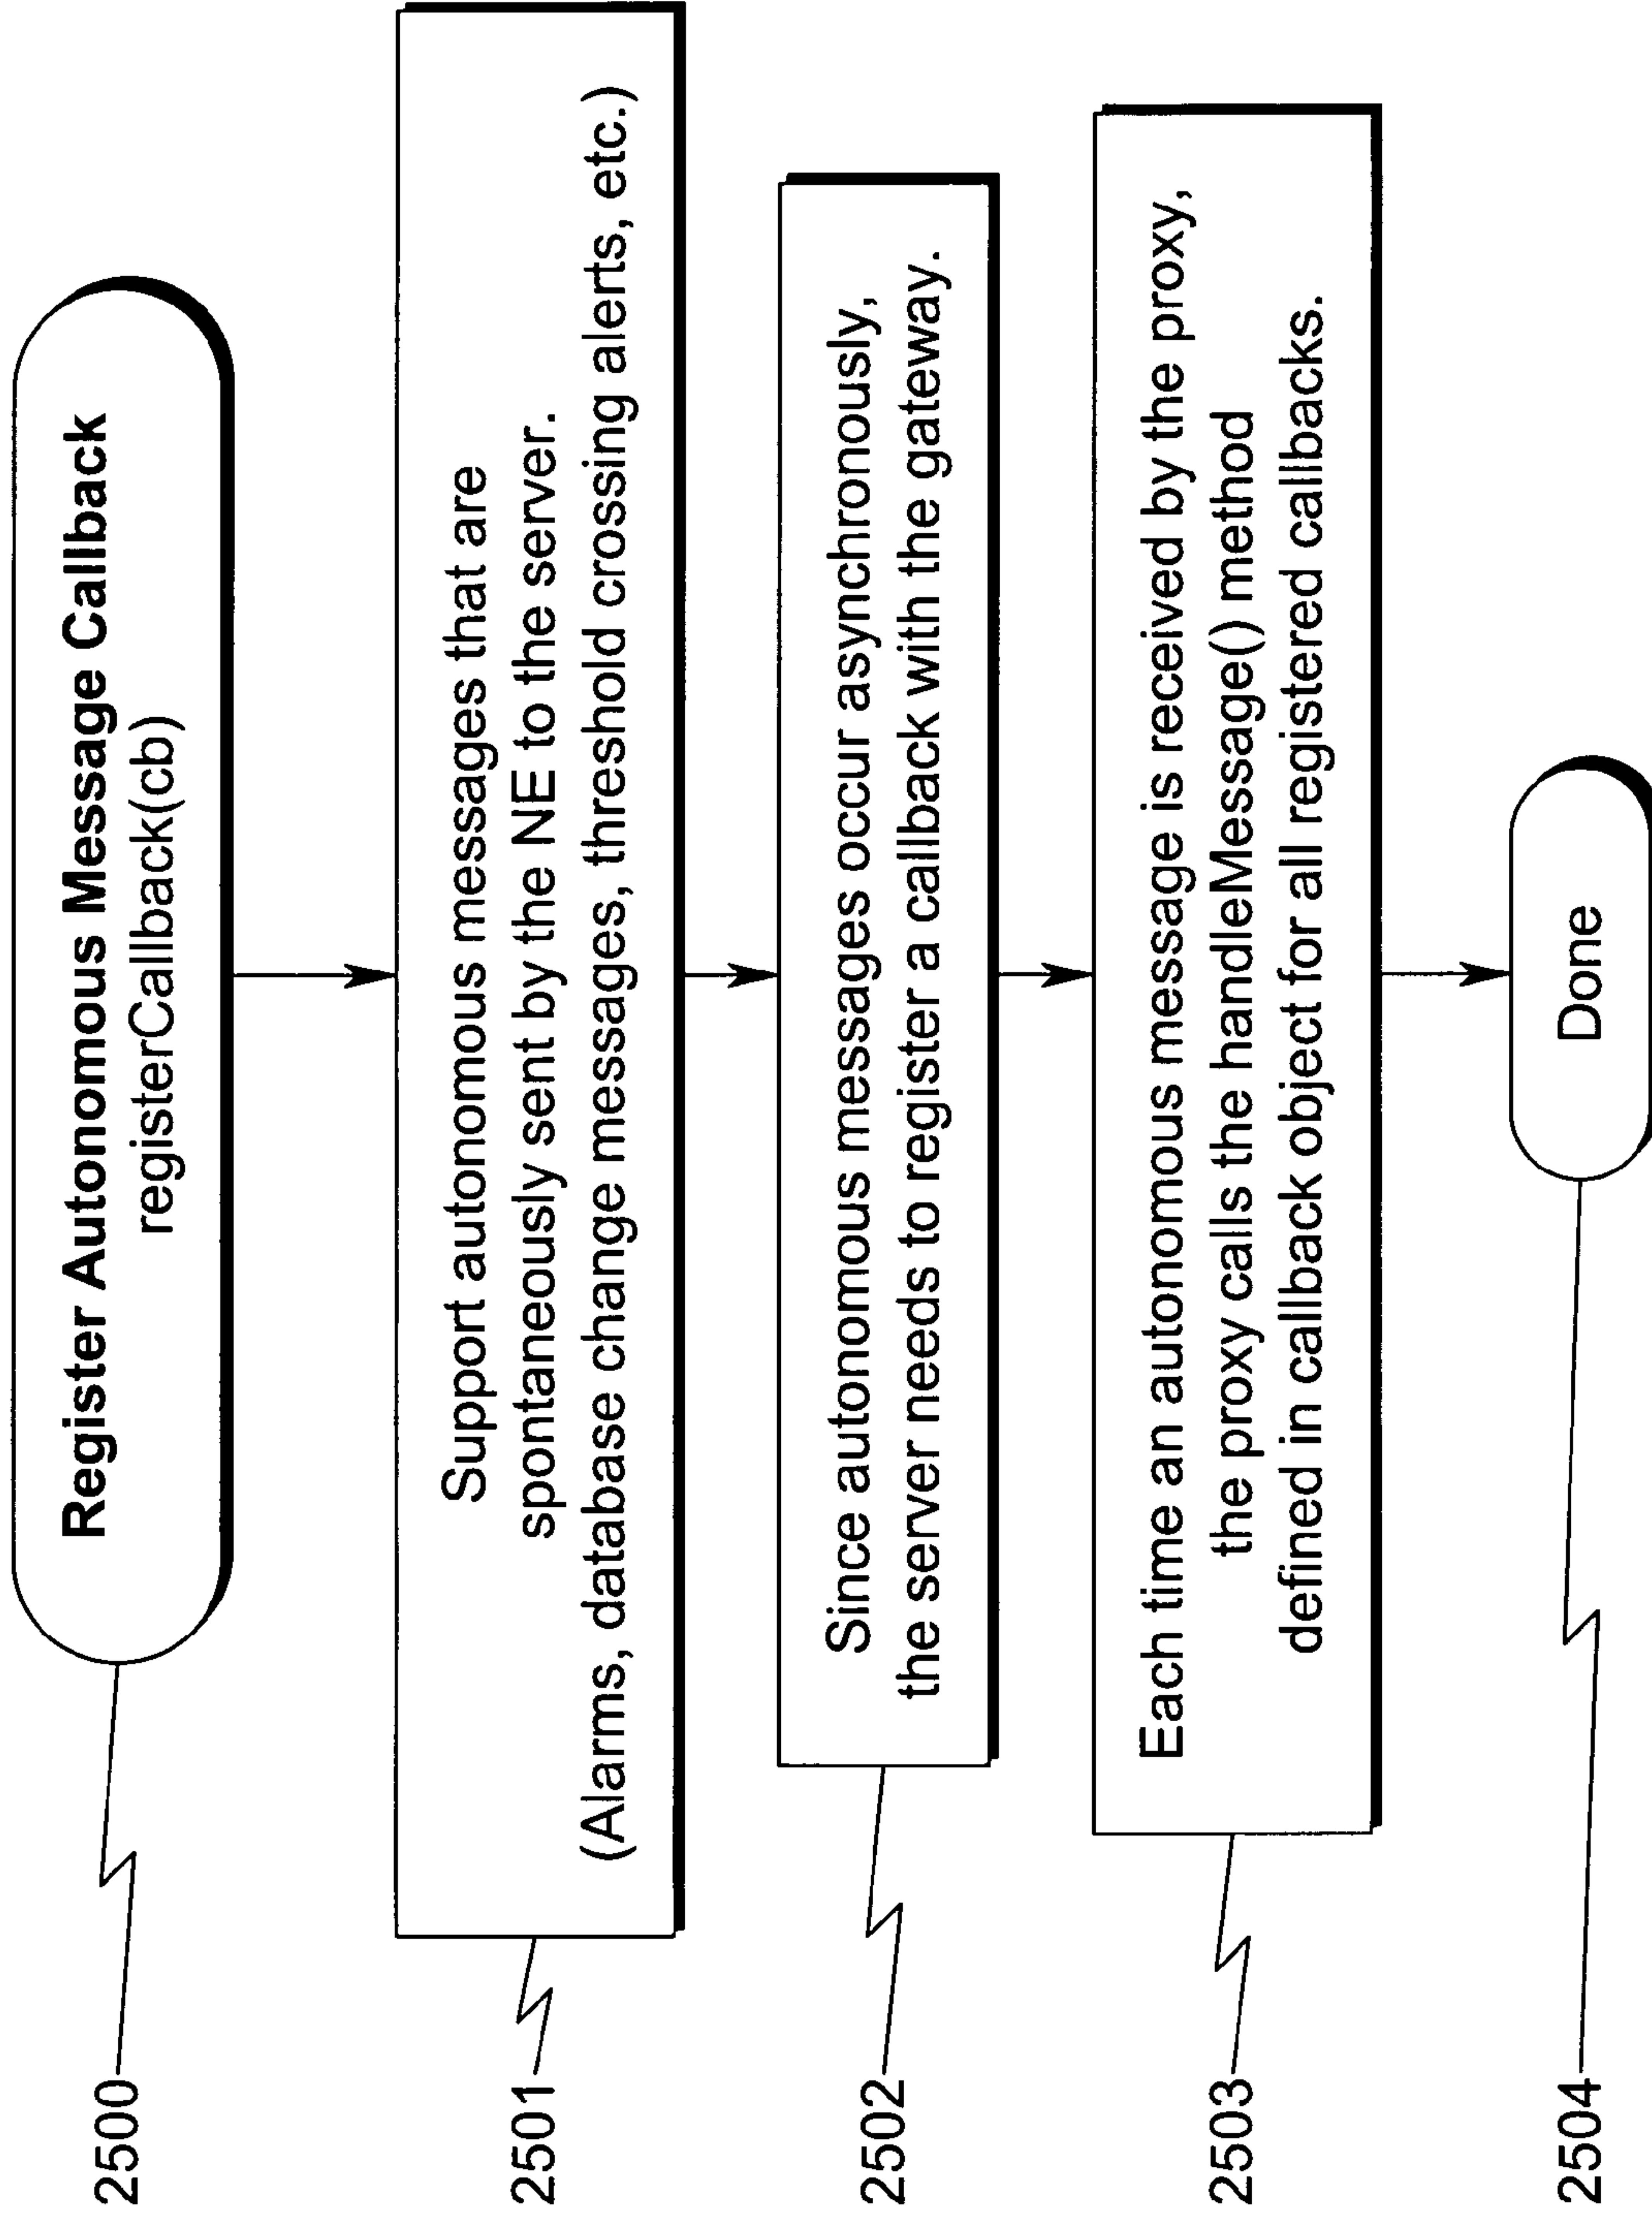 2500
Register Autonomous Message Callback
registerCallback(cb)
2501
Support autonomous messages that are
spontaneously sent by the NE to the server.
(Alarms, database change messages, threshold crossing alerts, etc.)
2502
Since autonomous messages occur asynchronously,
the server needs to register a callback with the gateway.
2503
Each time an autonomous message is received by the proxy,
the proxy calls the handleMessage() method
defined in callback object for all registered callbacks.
2504
Done